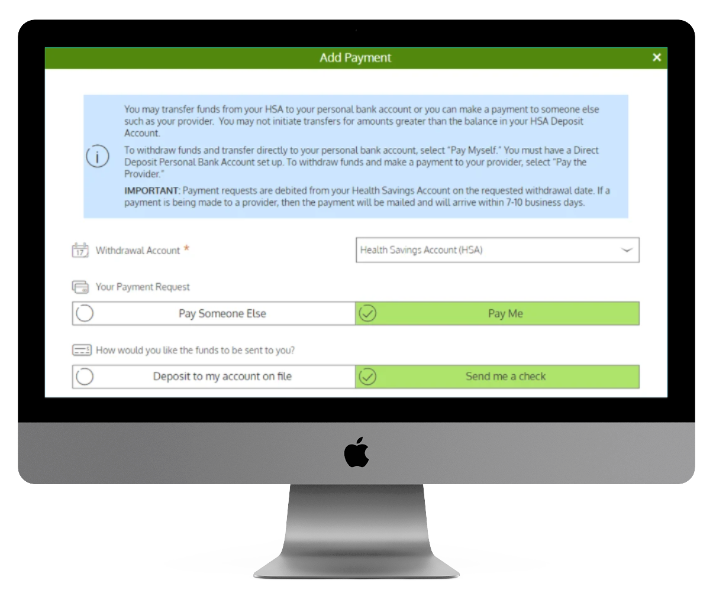 Add Payment
×
You may transfer funds from your HSA to your personal bank account or you can make a payment to someone else
such as your provider. You may not initiate transfers for amounts greater than the balance in your HSA Deposit
Account.
To withdraw funds and transfer directly to your personal bank account, select "Pay Myself." You must have a Direct
Deposit Personal Bank Account set up. To withdraw funds and make a payment to your provider, select "Pay the
Provider."
IMPORTANT: Payment requests are debited from your Health Savings Account on the requested withdrawal date. If a
payment is being made to a provider, then the payment will be mailed and will arrive within 7-10 business days.
17 Withdrawal Account * Health Savings Account (HSA)
Your Payment Request
Pay Someone Else Pay Me
How would you like the funds to be sent to you?
Deposit to my account on file Send me a check